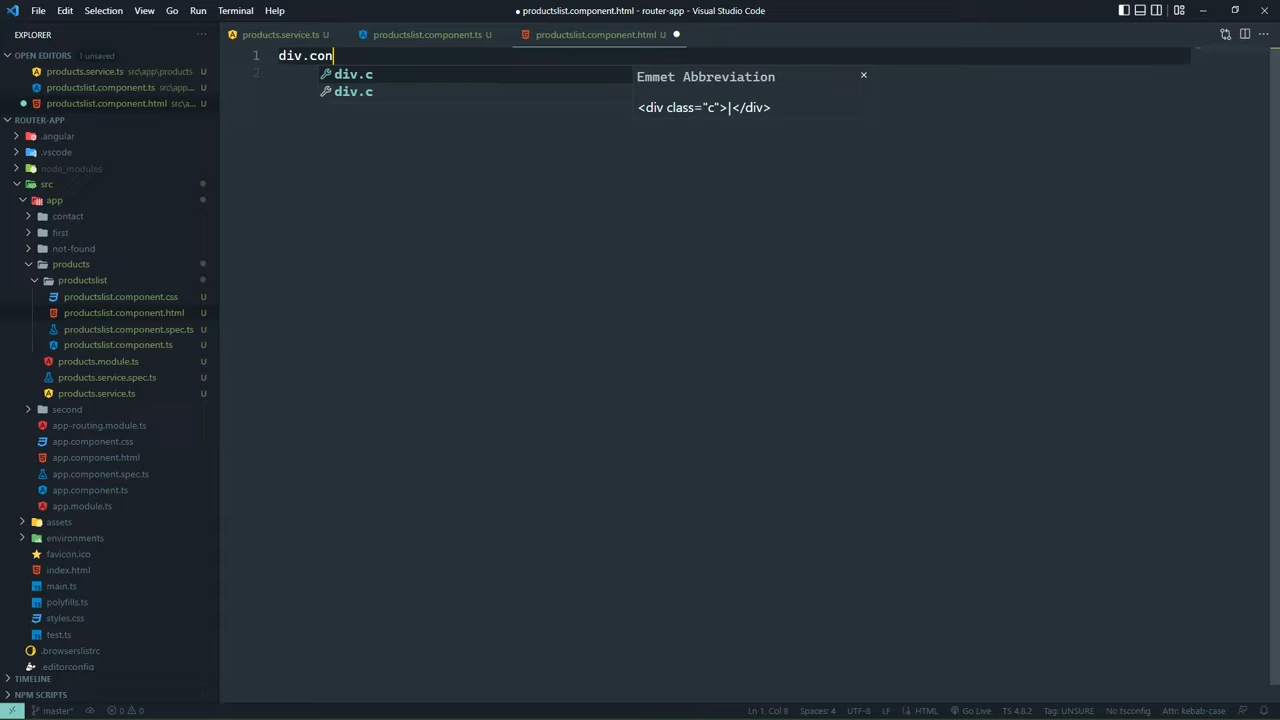 File Edit Selection View Go Run Terminal Help
● productslist.component.html - router-app - Visual Studio Code
EXPLORER
products.service.ts U
productslist.component.ts U
productslist.component.html U
OPEN EDITORS 1 unsaved
products.service.ts src\app\products U
productslist.component.ts src\app... U
productslist.component.html src\a... U
ROUTER-APP
.angular
.vscode
node_modules
src
app
contact
first
not-found
products
productslist
productslist.component.css U
productslist.component.html U
productslist.component.spec.ts U
productslist.component.ts U
products.module.ts U
products.service.spec.ts U
products.service.ts U
second
app-routing.module.ts
app.component.css
app.component.html
app.component.spec.ts
app.component.ts
app.module.ts
assets
environments
favicon.ico
index.html
main.ts
polyfills.ts
styles.css
test.ts
.browserslistrc
.editorconfig
TIMELINE
NPM SCRIPTS
1 div.con
2
div.c
div.c
Emmet Abbreviation
<div class="c">|</div>
master* 0 0
Ln 1, Col 8 Spaces: 4 UTF-8 LF HTML Go Live TS 4.8.2 Tag: UNSURE No tsconfig Attr: kebab-case